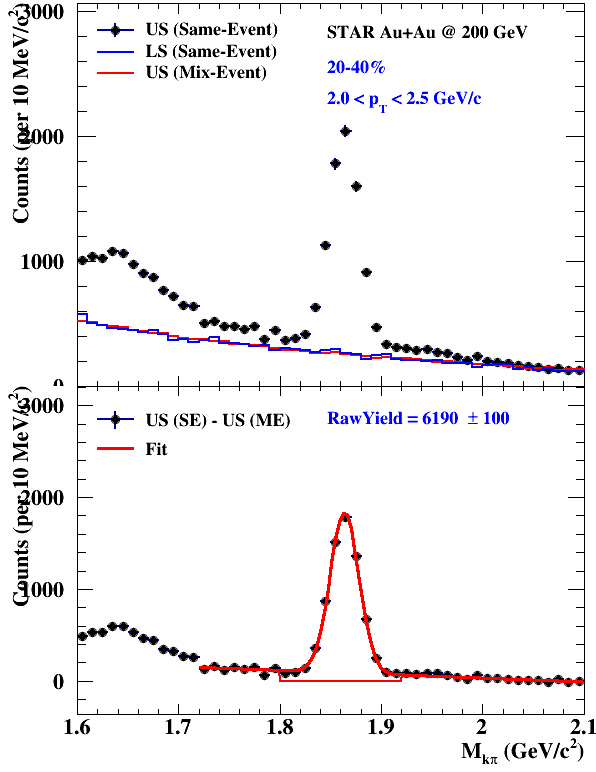 3000
US (Same-Event)
LS (Same-Event)
US (Mix-Event)
STAR Au+Au @ 200 GeV
20-40%
2.0 < p_T < 2.5 GeV/c
Counts (per 10 MeV/c²)
2000
1000
0
US (SE) - US (ME)
Fit
RawYield = 6190 ± 100
Counts (per 10 MeV/c²)
3000
2000
1000
0
1.6 1.7 1.8 1.9 2 2.1
M_kπ (GeV/c²)